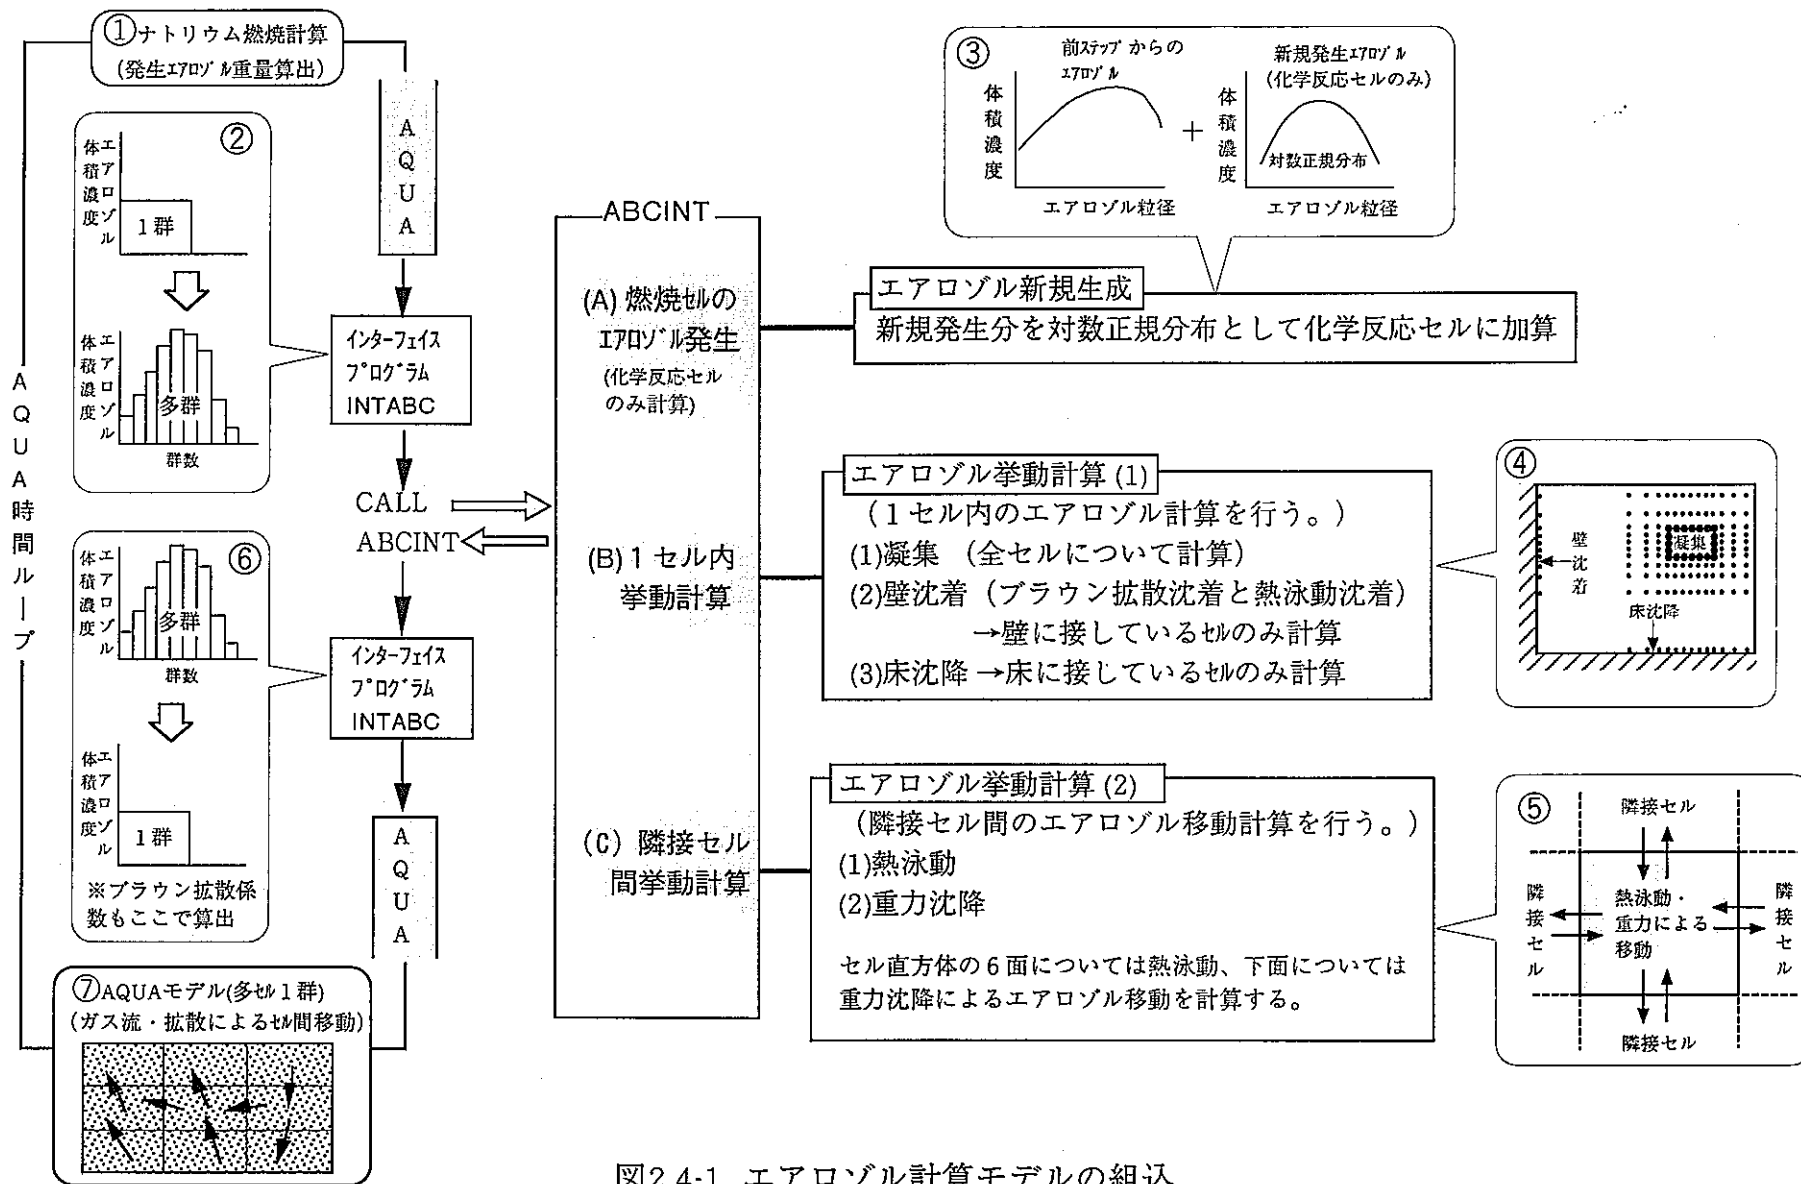 ①ナトリウム燃焼計算
(発生エアロゾル重量算出)
AQUA時間ループ
AQUA
②
エアロゾル
体積濃度
1群
エアロゾル
体積濃度
多群
群数
インターフェイス
プログラム
INTABC
CALL
ABCINT
⑥
エアロゾル
体積濃度
多群
群数
エアロゾル
体積濃度
1群
※ブラウン拡散係
数もここで算出
インターフェイス
プログラム
INTABC
AQUA
⑦AQUAモデル(多セル1群)
(ガス流・拡散によるセル間移動)
ABCINT
(A)燃焼セルの
エアロゾル発生
(化学反応セル
のみ計算)
(B)1セル内
挙動計算
(C)隣接セル
間挙動計算
③
前ステップからの
エアロゾル
体積濃度
エアロゾル粒径
+
新規発生エアロゾル
(化学反応セルのみ)
体積濃度
対数正規分布
エアロゾル粒径
エアロゾル新規生成
新規発生分を対数正規分布として化学反応セルに加算
エアロゾル挙動計算(1)
(1セル内のエアロゾル計算を行う。)
(1)凝集 (全セルについて計算)
(2)壁沈着(ブラウン拡散沈着と熱泳動沈着)
→壁に接しているセルのみ計算
(3)床沈降→床に接しているセルのみ計算
④
凝集
壁沈着
床沈降
エアロゾル挙動計算(2)
(隣接セル間のエアロゾル移動計算を行う。)
(1)熱泳動
(2)重力沈降
セル直方体の6面については熱泳動、下面については
重力沈降によるエアロゾル移動を計算する。
⑤
隣接セル
隣接セル
熱泳動・
重力による
移動
隣接セル
隣接セル
図2.4-1 エアロゾル計算モデルの組込